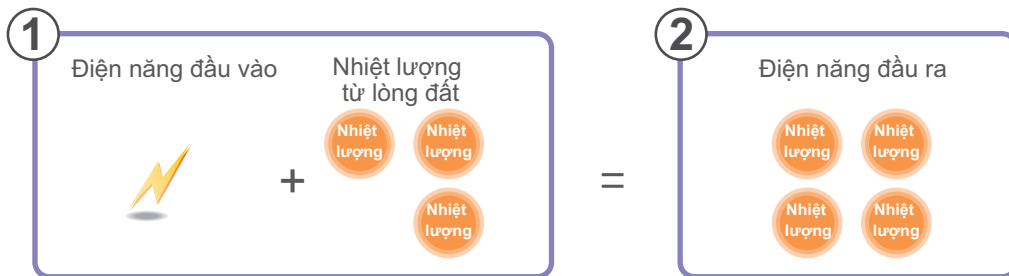 1
Điện năng đầu vào
Nhiệt lượng
từ lòng đất
Nhiệt
lượng
Nhiệt
lượng
Nhiệt
lượng
+
=
2
Điện năng đầu ra
Nhiệt
lượng
Nhiệt
lượng
Nhiệt
lượng
Nhiệt
lượng